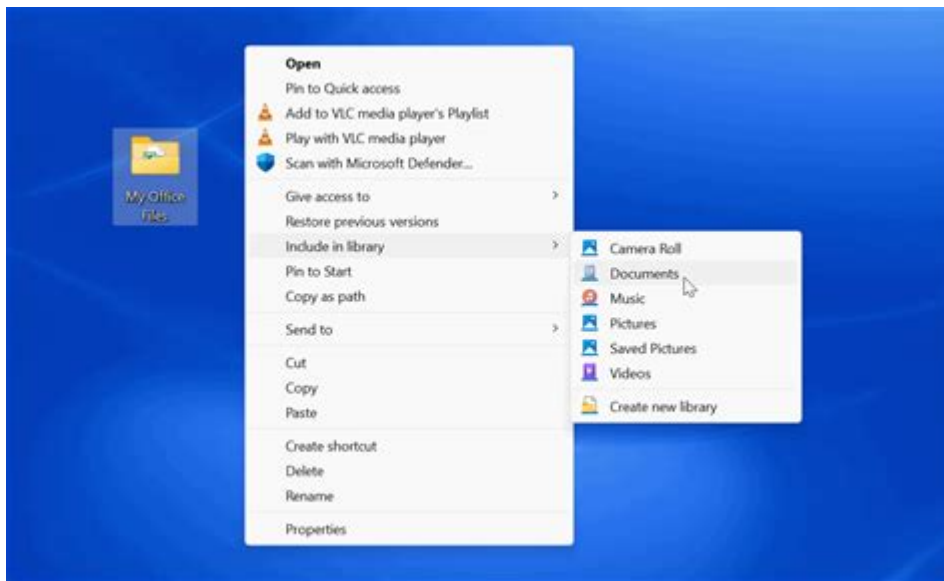 My Office
Files
Open
Pin to Quick access
Add to VLC media player's Playlist
Play with VLC media player
Scan with Microsoft Defender...
Give access to
Restore previous versions
Include in library
Pin to Start
Copy as path
Send to
Cut
Copy
Paste
Create shortcut
Delete
Rename
Properties
Camera Roll
Documents
Music
Pictures
Saved Pictures
Videos
Create new library